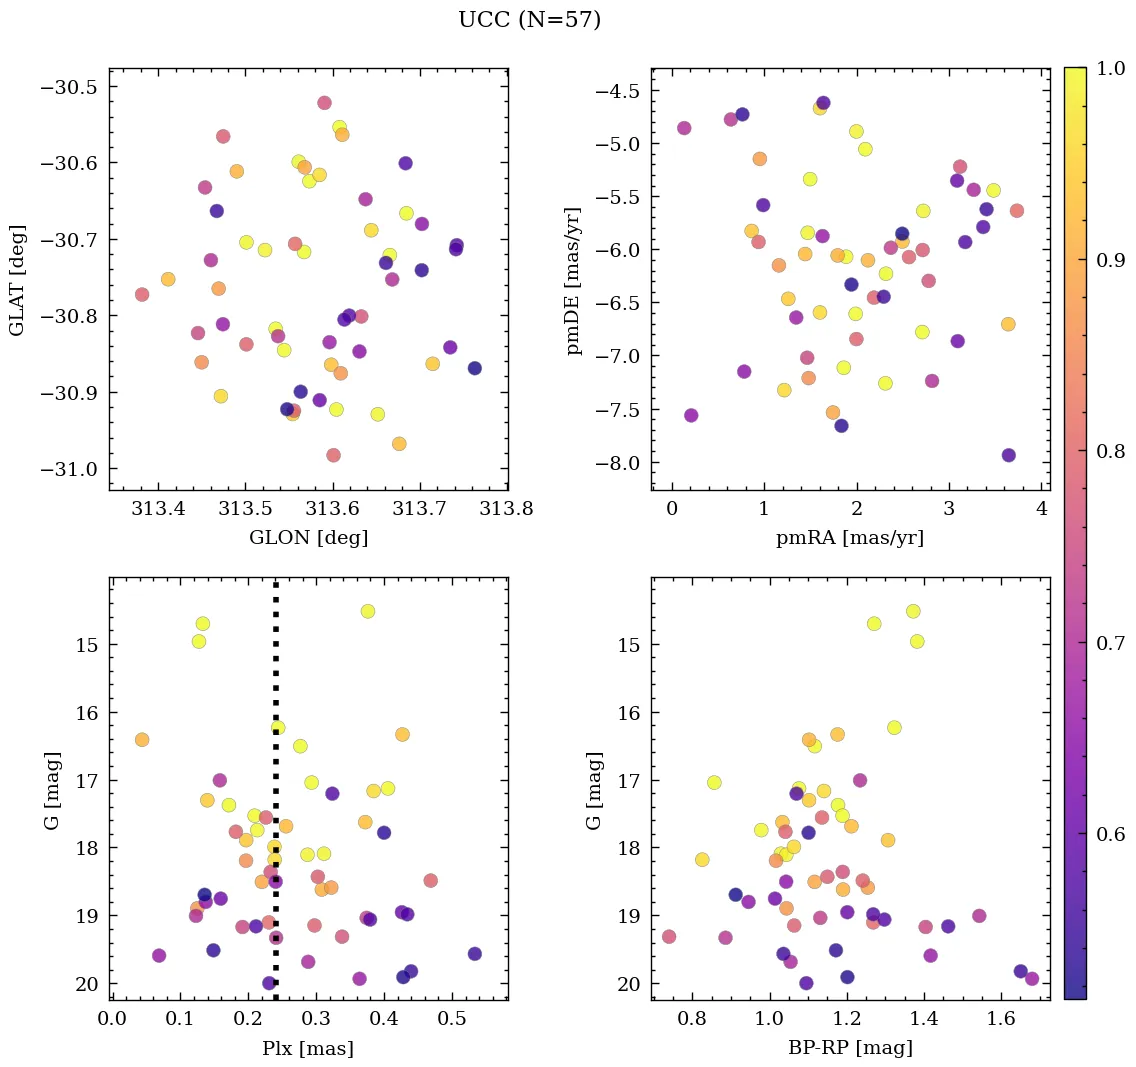 UCC (N=57)
−30.5
−30.6
−30.7
−30.8
−30.9
−31.0
GLAT [deg]
313.4 313.5 313.6 313.7 313.8
GLON [deg]
−4.5
−5.0
−5.5
−6.0
−6.5
−7.0
−7.5
−8.0
pmDE [mas/yr]
0 1 2 3 4
pmRA [mas/yr]
1.0
0.9
0.8
0.7
0.6
15
16
17
18
19
20
G [mag]
0.0 0.1 0.2 0.3 0.4 0.5
Plx [mas]
15
16
17
18
19
20
G [mag]
0.8 1.0 1.2 1.4 1.6
BP-RP [mag]